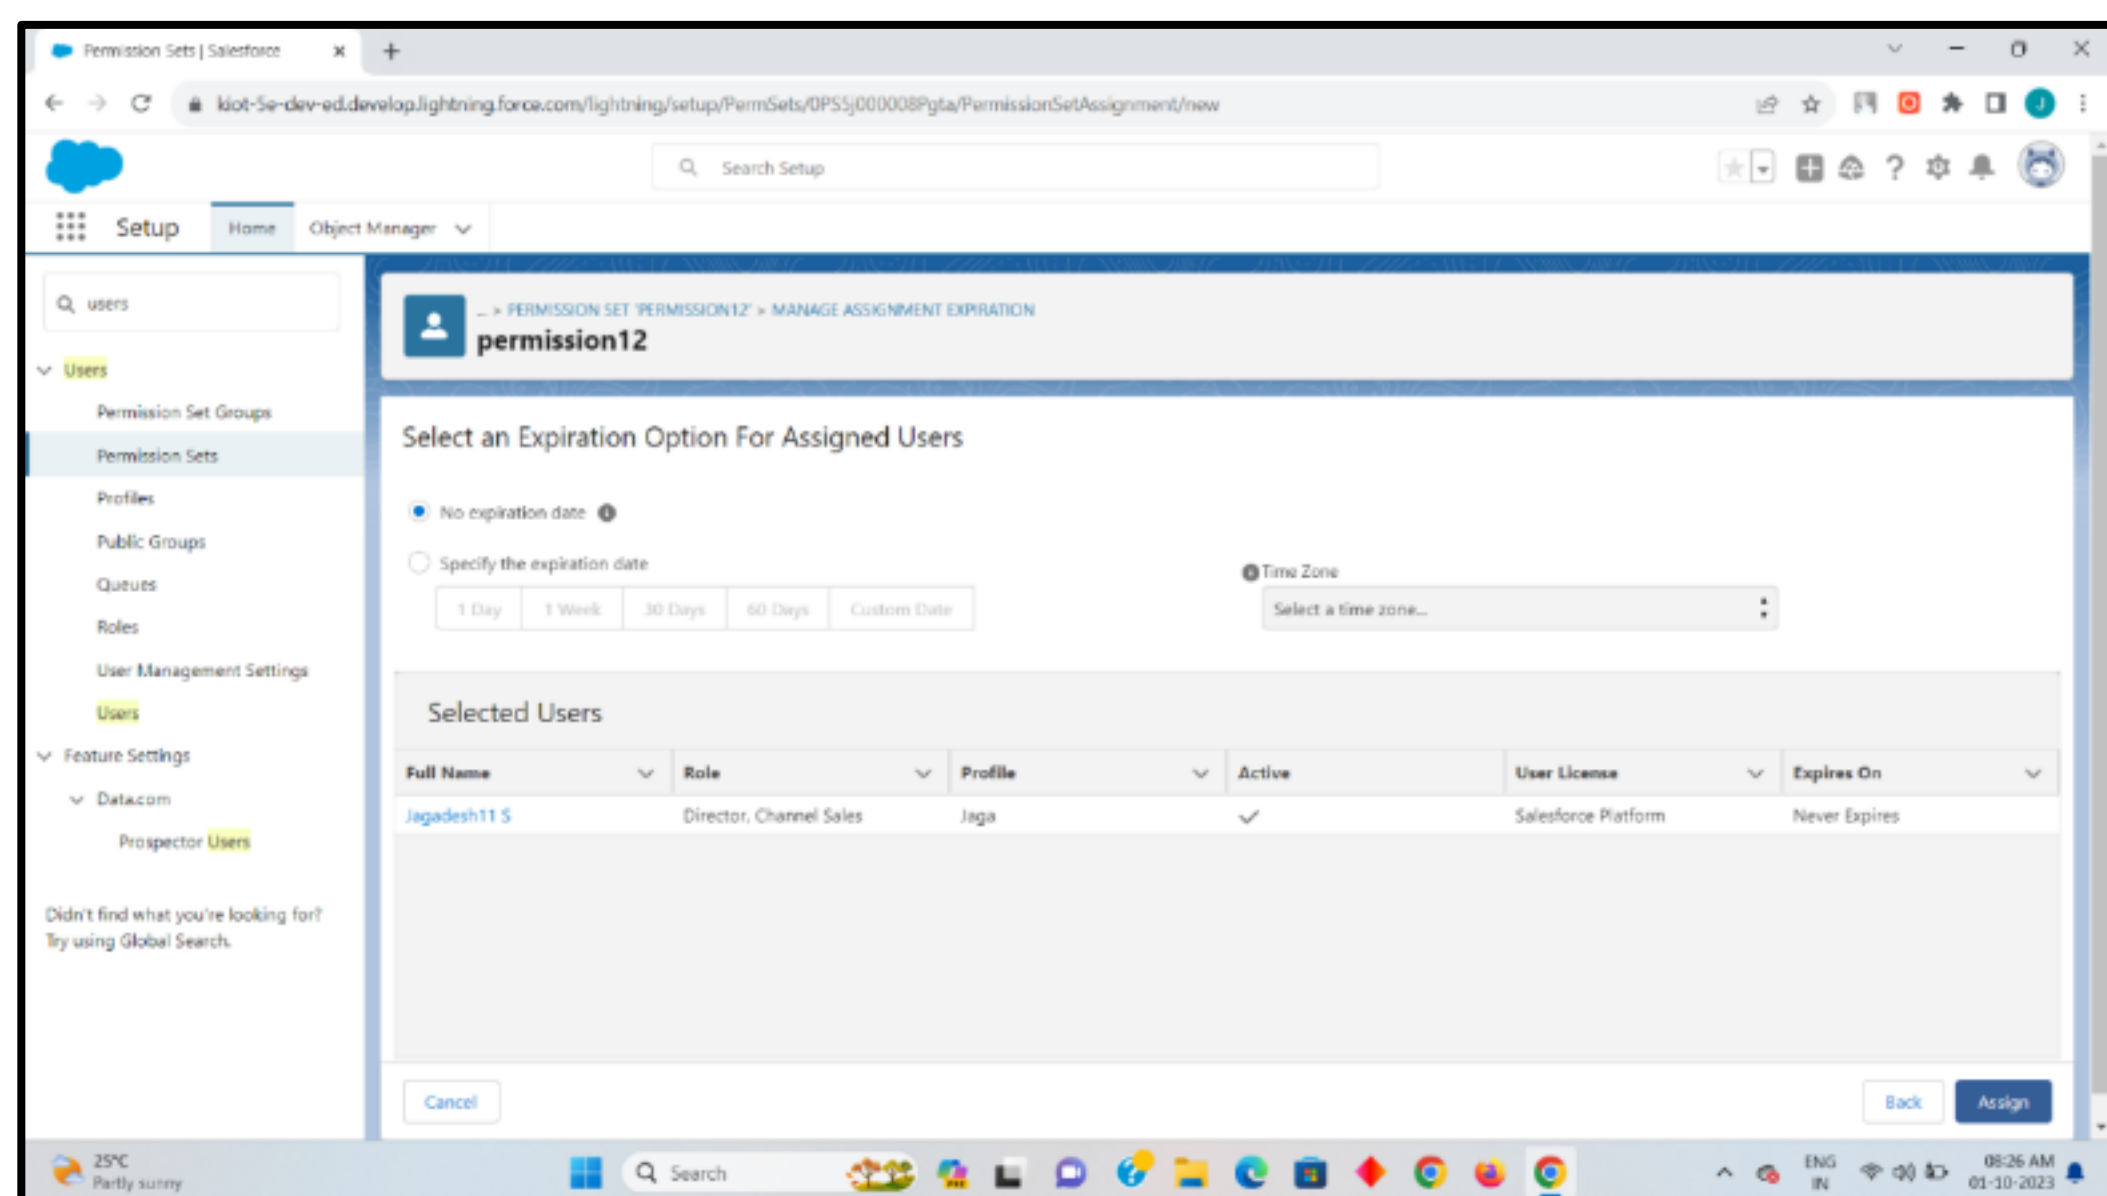 Permission Sets | Salesforce
kiot-5e-dev-ed.develop.lightning.force.com/lightning/setup/PermSets/0PS5j000008Pgta/PermissionSetAssignment/new
J
Search Setup
Setup
Home
Object Manager
users
Users
Permission Set Groups
Permission Sets
Profiles
Public Groups
Queues
Roles
User Management Settings
Users
Feature Settings
Data.com
Prospector Users
Didn't find what you're looking for?
Try using Global Search.
... > PERMISSION SET 'PERMISSION12' > MANAGE ASSIGNMENT EXPIRATION
permission12
Select an Expiration Option For Assigned Users
No expiration date
Specify the expiration date
1 Day 1 Week 30 Days 60 Days Custom Date
Time Zone
Select a time zone...
Selected Users
Full Name Role Profile Active User License Expires On
Jagadesh11 S Director, Channel Sales Jaga Salesforce Platform Never Expires
Cancel
Back
Assign
25°C
Partly sunny
Search
ENG
IN
08:26 AM
01-10-2023